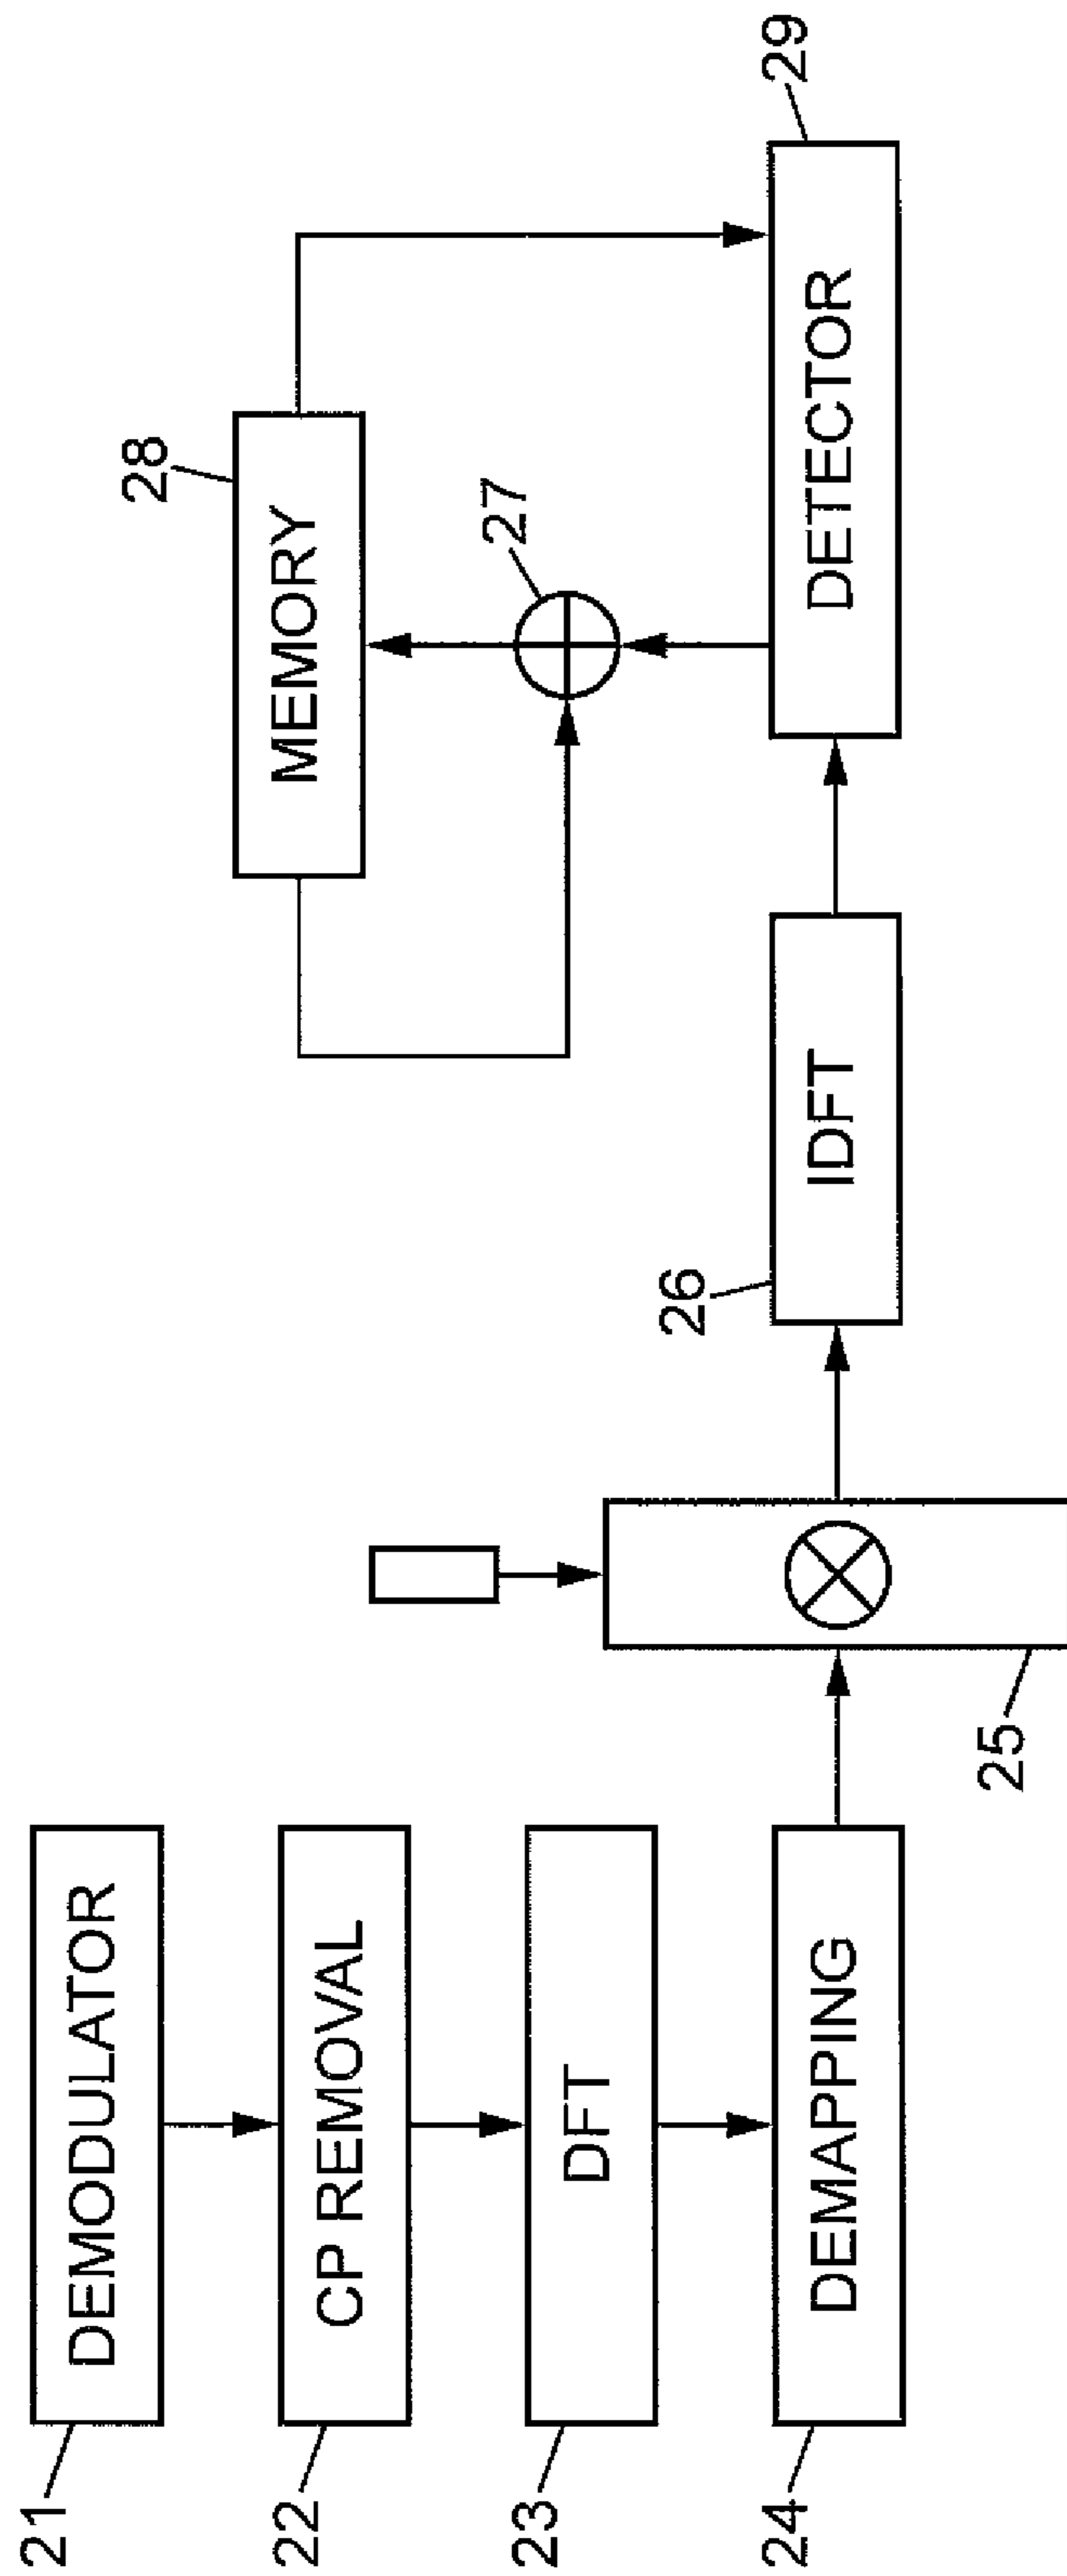 21
DEMODULATOR
22
CP REMOVAL
23
DFT
24
DEMAPPING
25
26
IDFT
27
28
MEMORY
29
DETECTOR